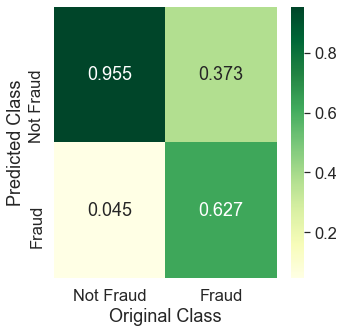 Predicted Class
Not Fraud
Fraud
0.955
0.373
0.045
0.627
Not Fraud
Fraud
Original Class
0.8
0.6
0.4
0.2